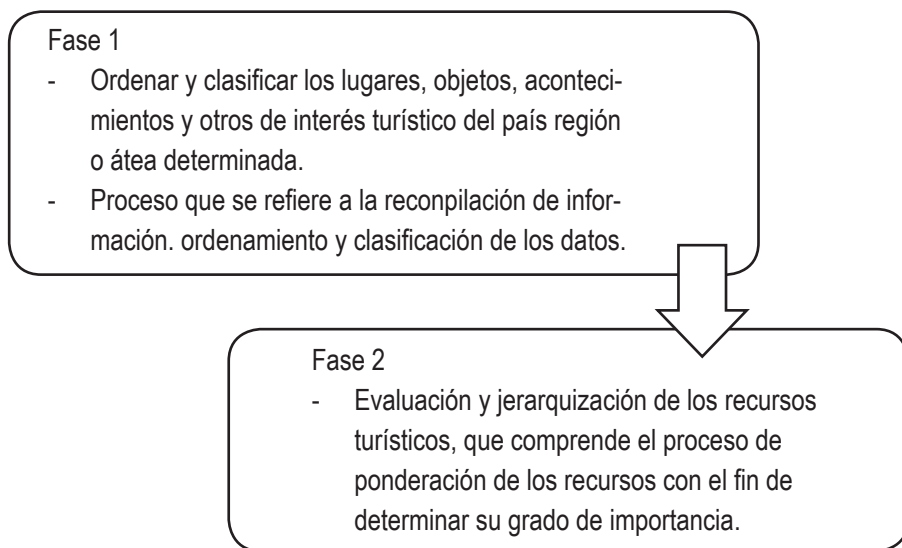 Fase 1
- Ordenar y clasificar los lugares, objetos, aconteci-
mientos y otros de interés turístico del país región
o átea determinada.
- Proceso que se refiere a la reconpilación de infor-
mación. ordenamiento y clasificación de los datos.
Fase 2
- Evaluación y jerarquización de los recursos
turísticos, que comprende el proceso de
ponderación de los recursos con el fin de
determinar su grado de importancia.